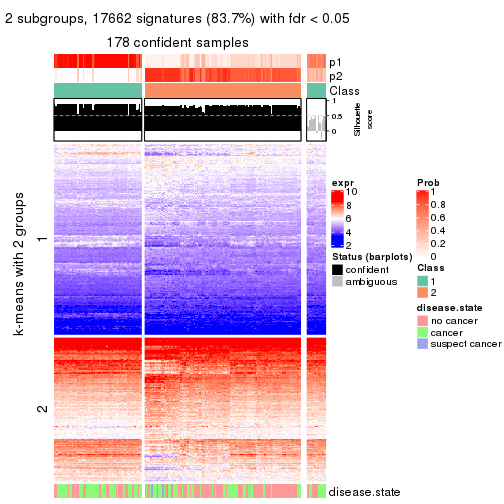 2 subgroups, 17662 signatures (83.7%) with fdr < 0.05
178 confident samples
p1
p2
Class
1
0.5
0
Silhouette
score
k-means with 2 groups
1
2
disease.state
expr
10
8
6
4
2
Status (barplots)
confident
ambiguous
Prob
1
0.8
0.6
0.4
0.2
0
Class
1
2
disease.state
no cancer
cancer
suspect cancer